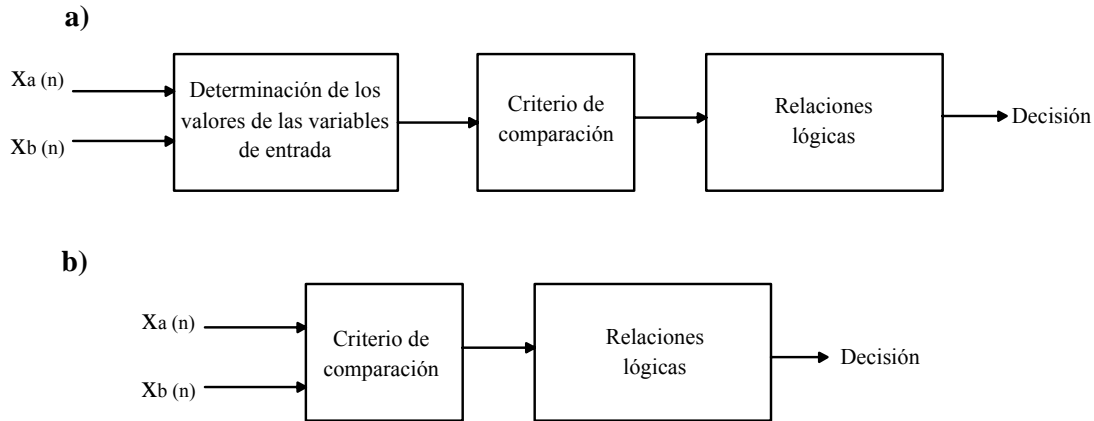 a)
Xa (n)
Xb (n)
Determinación de los
valores de las variables
de entrada
Criterio de
comparación
Relaciones
lógicas
Decisión
b)
Xa (n)
Xb (n)
Criterio de
comparación
Relaciones
lógicas
Decisión